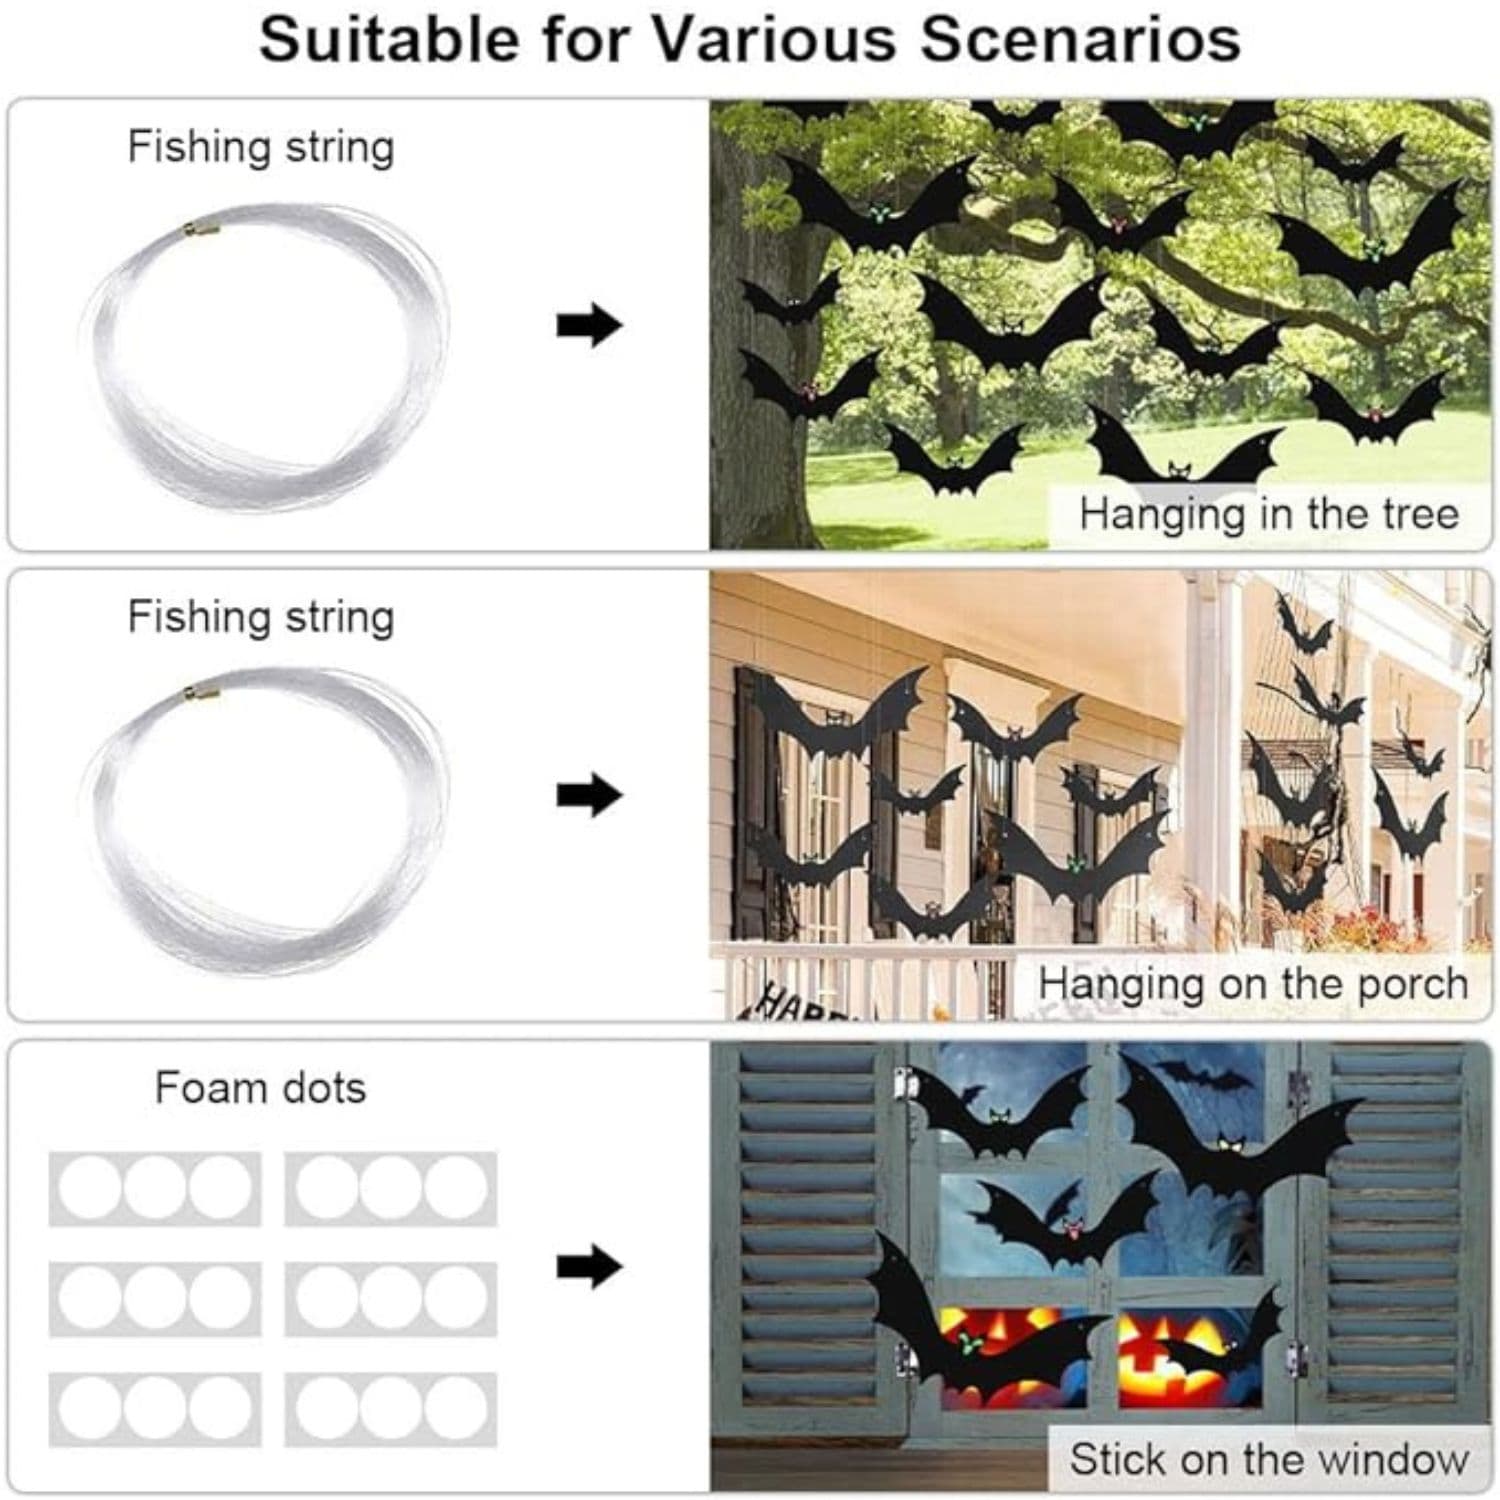 Suitable for Various Scenarios
Fishing string
Hanging in the tree
Fishing string
HAPP
Hanging on the porch
Foam dots
Stick on the window